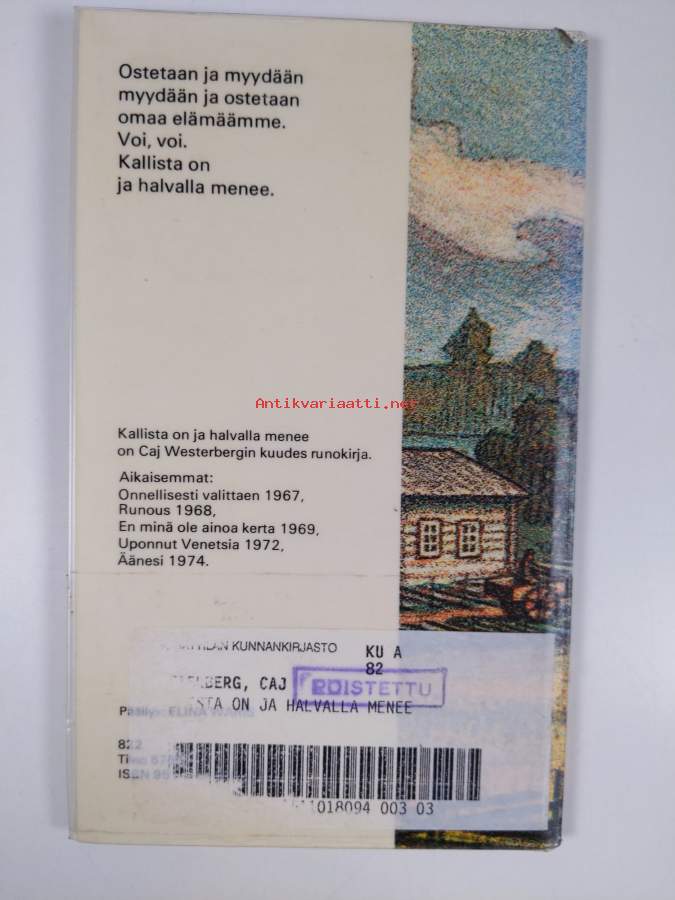 Ostetaan ja myydään
myydään ja ostetaan
omaa elämäämme.
Voi, voi.
Kallista on
ja halvalla menee.
Antikvariaatti.net
Kallista on ja halvalla menee
on Caj Westerbergin kuudes runokirja.
Aikaisemmat:
Onnellisesti valittaen 1967,
Runous 1968,
En minä ole ainoa kerta 1969,
Uponnut Venetsia 1972,
Äänesi 1974.
KUNNANKIRJASTO
KU A
82
CAJ
POISTETTU
ON JA HALVALLA MENEE
ELINA
018094 003 03